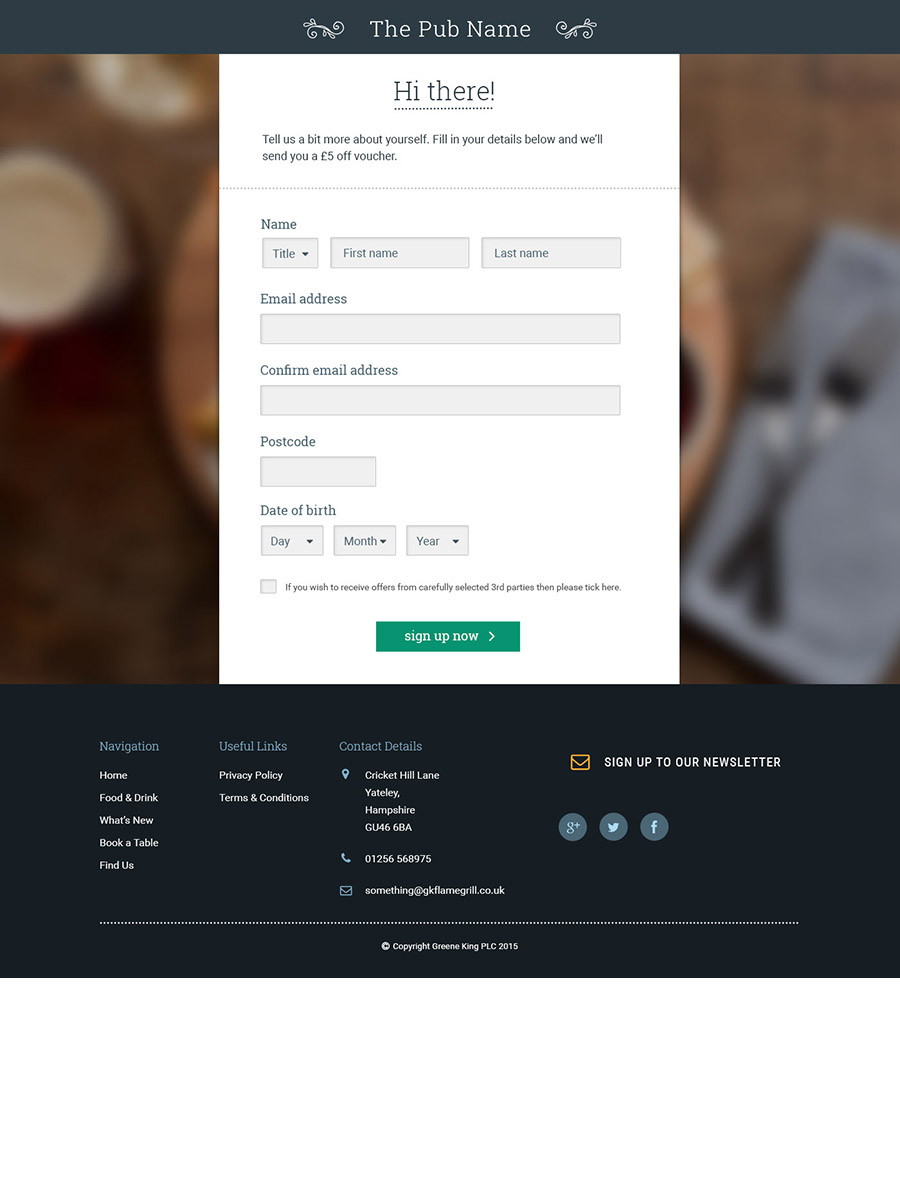 The Pub Name
Hi there!
Tell us a bit more about yourself. Fill in your details below and we'll
send you a £5 off voucher.
Name
Title First name Last name
Email address
Confirm email address
Postcode
Date of birth
Day Month Year
If you wish to receive offers from carefully selected 3rd parties then please tick here.
sign up now
Navigation
Home
Food & Drink
What's New
Book a Table
Find Us
Useful Links
Privacy Policy
Terms & Conditions
Contact Details
Cricket Hill Lane
Yateley,
Hampshire
GU46 6BA
01256 568975
something@gkflamegrill.co.uk
SIGN UP TO OUR NEWSLETTER
g+ f
© Copyright Greene King PLC 2015